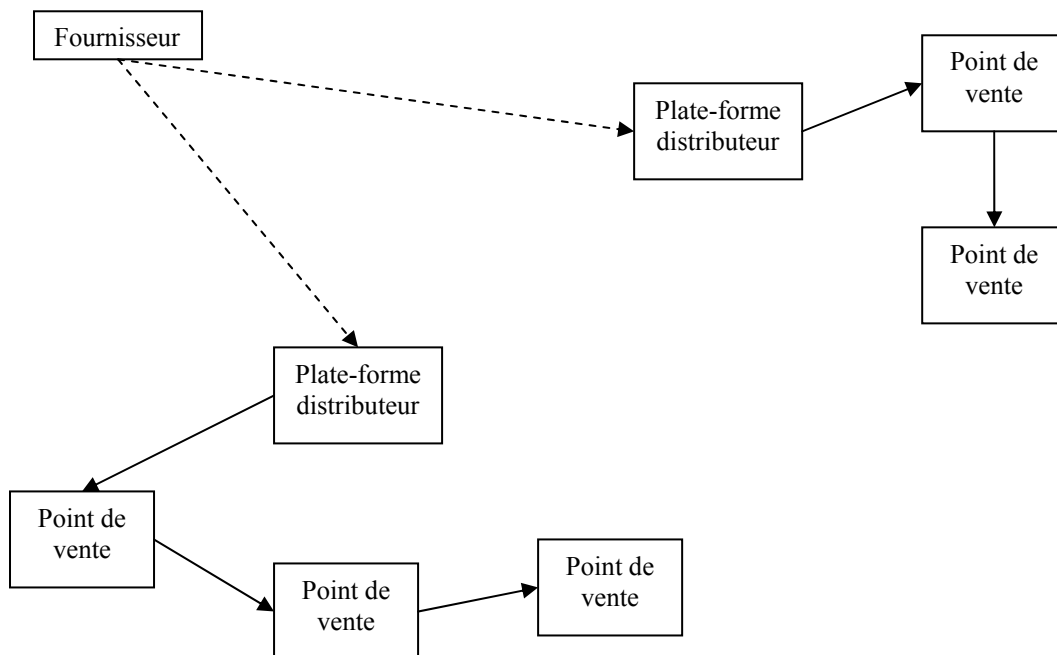 Fournisseur
Point de
vente
Plate-forme
distributeur
Point de
vente
Plate-forme
distributeur
Point de
vente
Point de
vente
Point de
vente